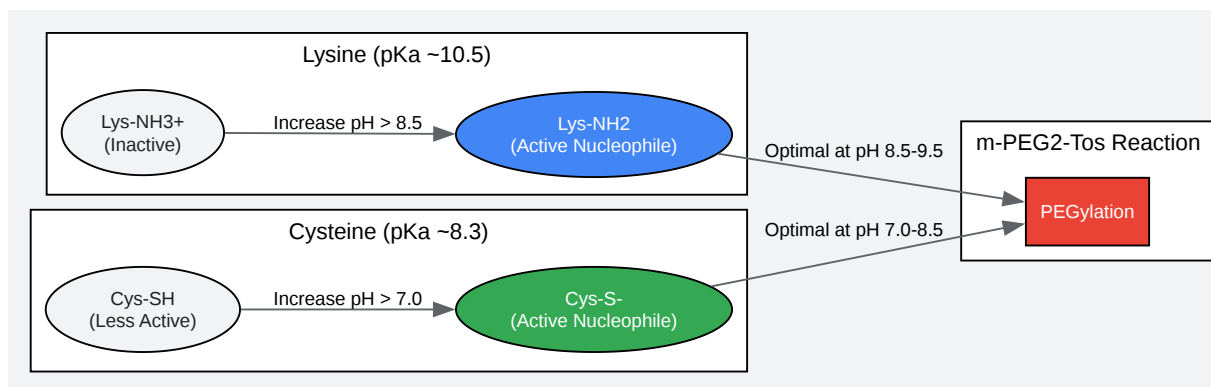 Lysine (pKa ~10.5)
Lys-NH3+
(Inactive)
Increase pH > 8.5
Lys-NH2
(Active Nucleophile)
Optimal at pH 8.5-9.5
m-PEG2-Tos Reaction
PEGylation
Cysteine (pKa ~8.3)
Cys-SH
(Less Active)
Increase pH > 7.0
Cys-S-
(Active Nucleophile)
Optimal at pH 7.0-8.5